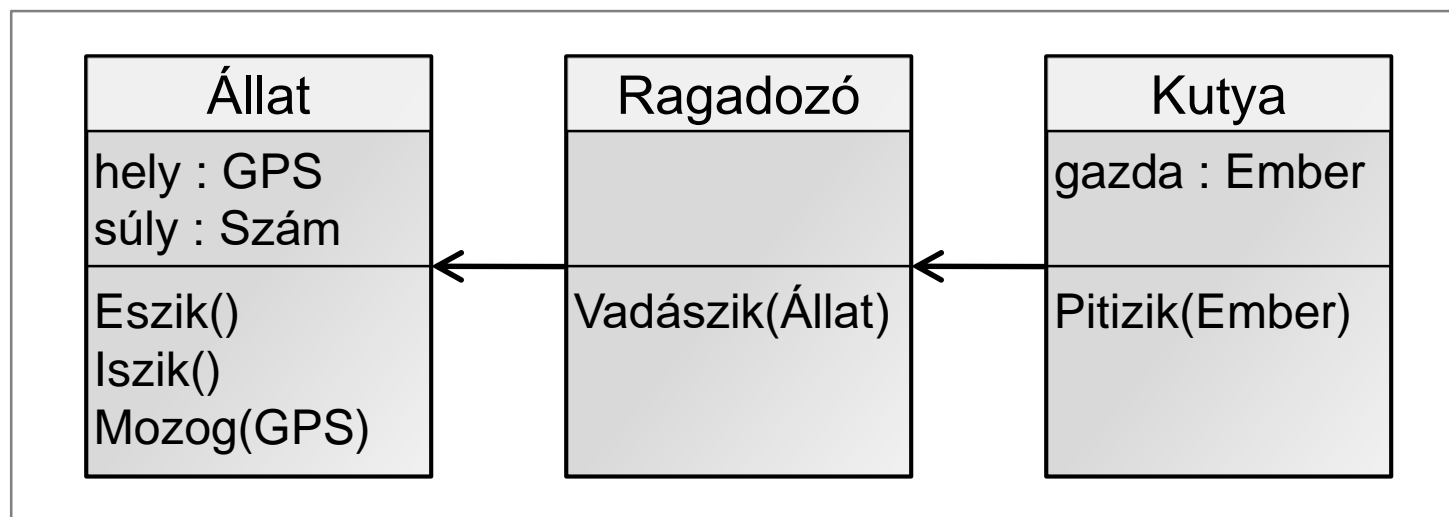 Állat
hely : GPS
súly : Szám
Eszik()
Iszik()
Mozog(GPS)
Ragadozó
Vadászik(Állat)
Kutya
gazda : Ember
Pitizik(Ember)